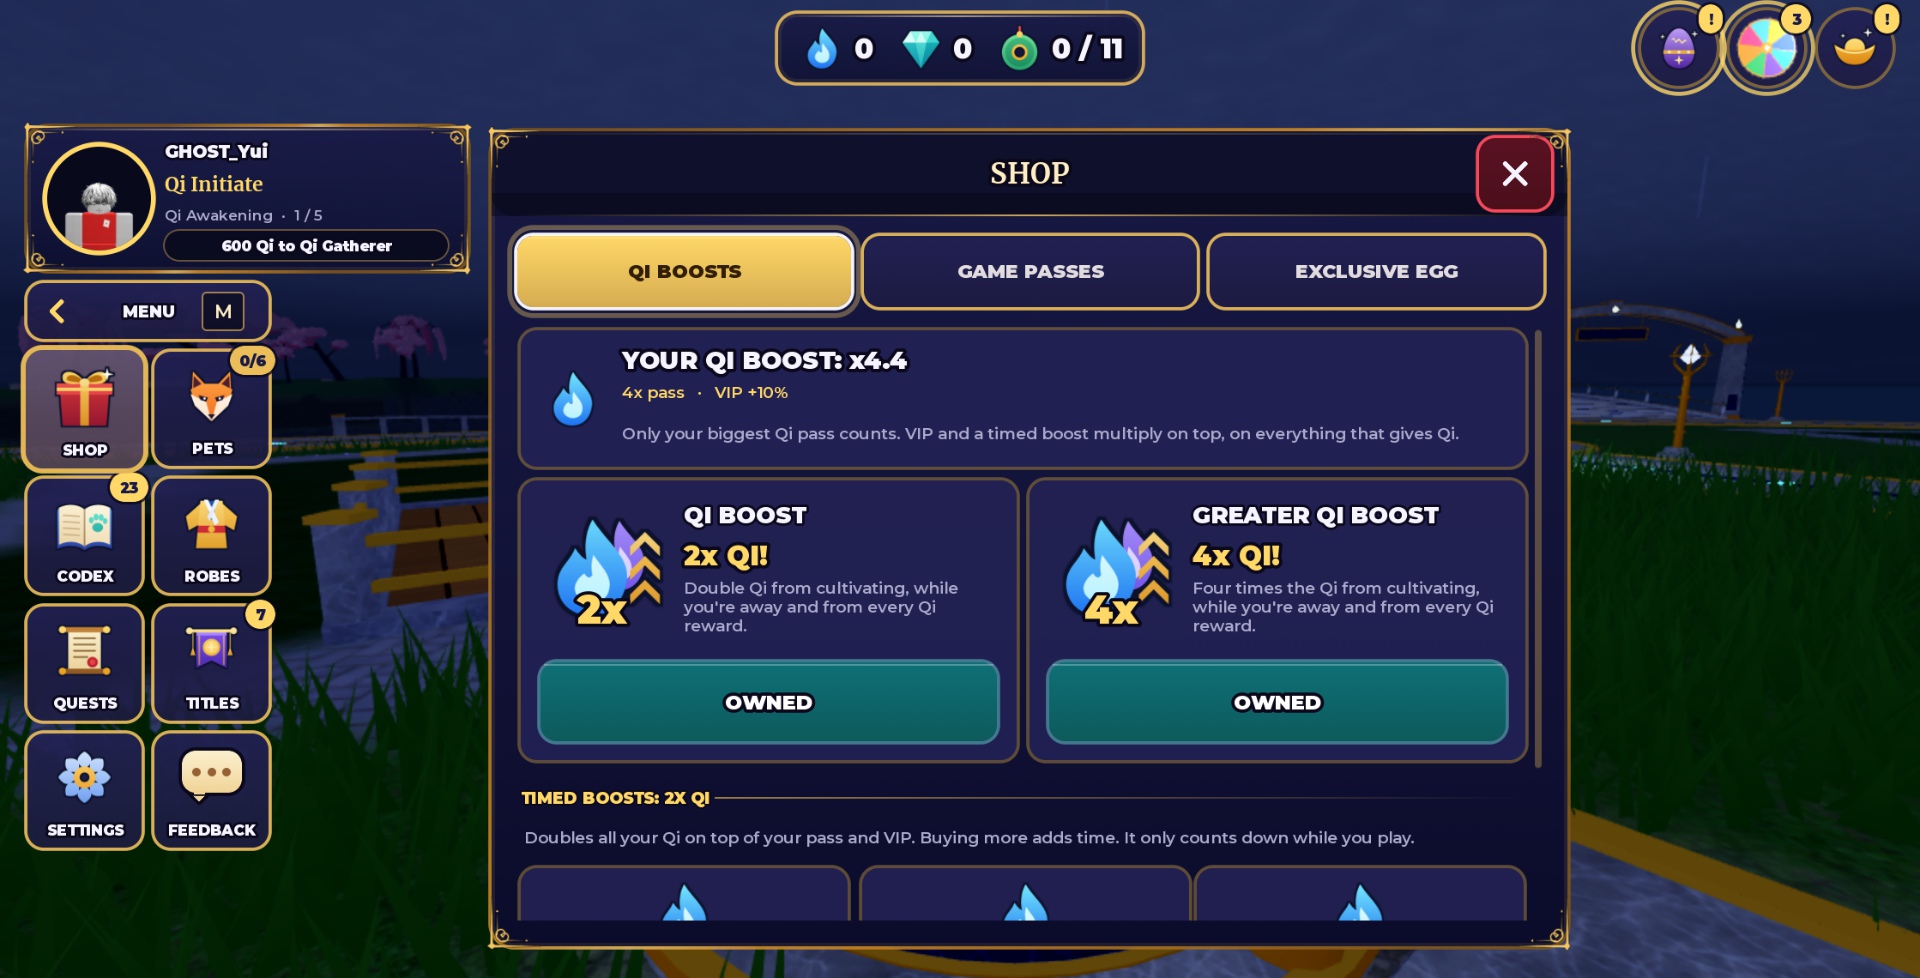 0 0 0 / 11
! 3 !
GHOST_Yui
Qi Initiate
Qi Awakening · 1 / 5
600 Qi to Qi Gatherer
MENU M
SHOP
0/6
PETS
23
CODEX
ROBES
QUESTS
7
TITLES
SETTINGS
FEEDBACK
SHOP
QI BOOSTS
GAME PASSES
EXCLUSIVE EGG
YOUR QI BOOST: x4.4
4x pass · VIP +10%
Only your biggest Qi pass counts. VIP and a timed boost multiply on top, on everything that gives Qi.
2x
QI BOOST
2x QI!
Double Qi from cultivating, while
you're away and from every Qi
reward.
OWNED
4x
GREATER QI BOOST
4x QI!
Four times the Qi from cultivating,
while you're away and from every Qi
reward.
OWNED
TIMED BOOSTS: 2X QI
Doubles all your Qi on top of your pass and VIP. Buying more adds time. It only counts down while you play.